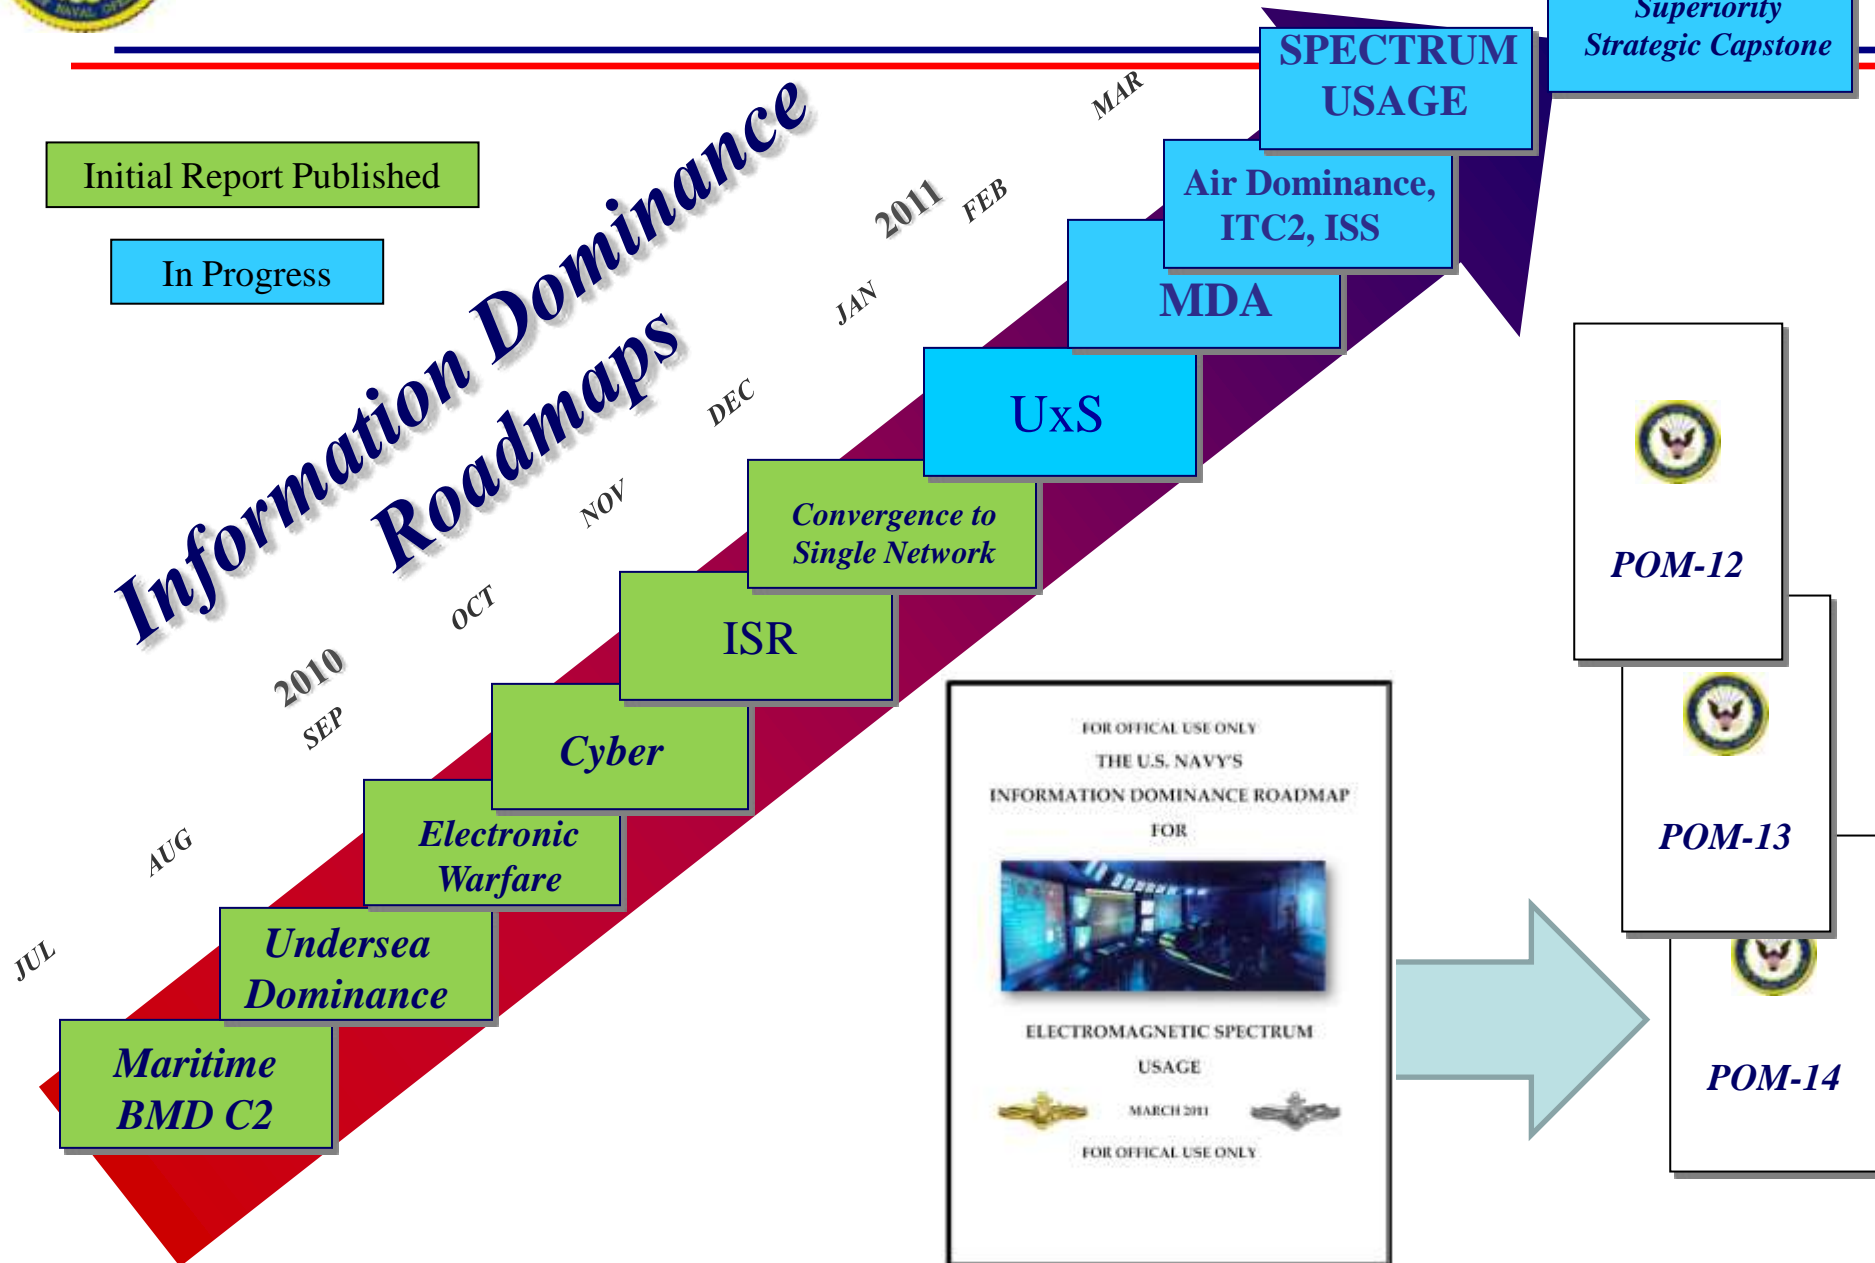 OF NAVAL OPER
Superiority
Strategic Capstone
SPECTRUM
USAGE
MAR
Initial Report Published
In Progress
Information Dominance
Roadmaps
Air Dominance,
ITC2, ISS
2011
FEB
MDA
JAN
UxS
DEC
Convergence to
Single Network
NOV
ISR
OCT
2010
SEP
Cyber
Electronic
Warfare
AUG
Undersea
Dominance
JUL
Maritime
BMD C2
FOR OFFICAL USE ONLY
THE U.S. NAVY'S
INFORMATION DOMINANCE ROADMAP
FOR
ELECTROMAGNETIC SPECTRUM
USAGE
MARCH 2011
FOR OFFICAL USE ONLY
POM-12
POM-13
POM-14